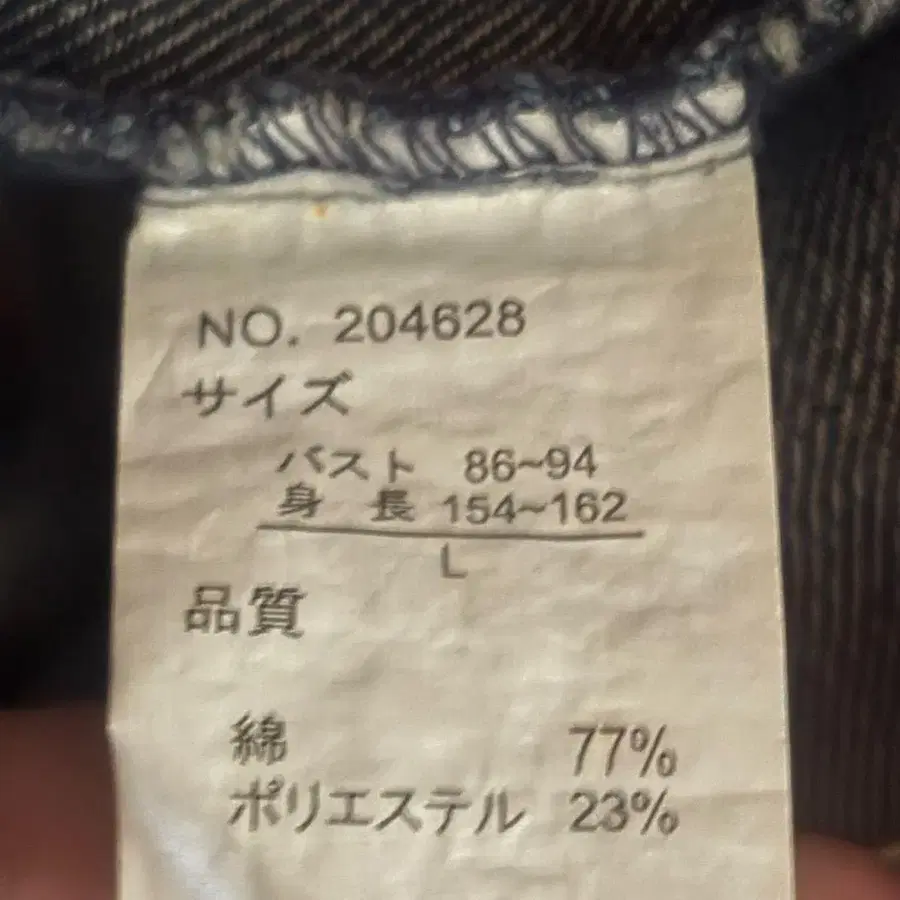 NO. 204628
サイズ
バスト 86~94
身 長 154~162
L
品質
綿 77%
ポリエステル 23%